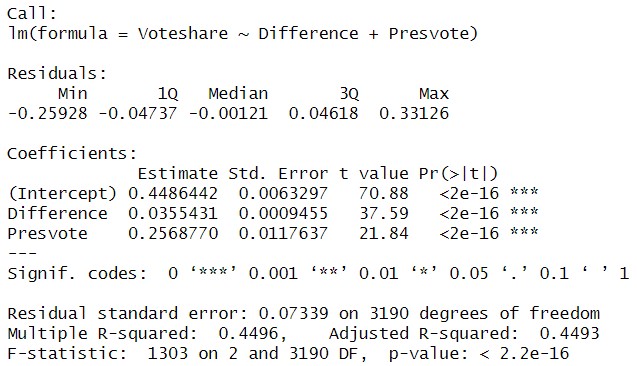 Call:
lm(formula = Voteshare ~ Difference + Presvote)
Residuals:
Min 1Q Median 3Q Max
-0.25928 -0.04737 -0.00121 0.04618 0.33126
Coefficients:
Estimate Std. Error t value Pr(>|t|)
(Intercept) 0.4486442 0.0063297 70.88 <2e-16 ***
Difference 0.0355431 0.0009455 37.59 <2e-16 ***
Presvote 0.2568770 0.0117637 21.84 <2e-16 ***
---
Signif. codes: 0 ‘***’ 0.001 ‘**’ 0.01 ‘*’ 0.05 ‘.’ 0.1 ‘ ’ 1
Residual standard error: 0.07339 on 3190 degrees of freedom
Multiple R-squared: 0.4496, Adjusted R-squared: 0.4493
F-statistic: 1303 on 2 and 3190 DF, p-value: < 2.2e-16